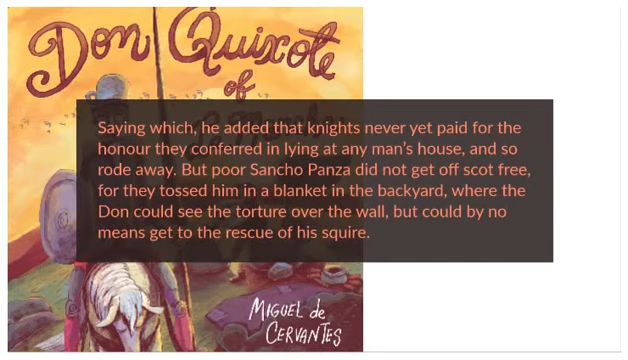 Don Quixote
of
Saying which, he added that knights never yet paid for the
honour they conferred in lying at any man's house, and so
rode away. But poor Sancho Panza did not get off scot free,
for they tossed him in a blanket in the backyard, where the
Don could see the torture over the wall, but could by no
means get to the rescue of his squire.
MIGUEL de
CERVANTES